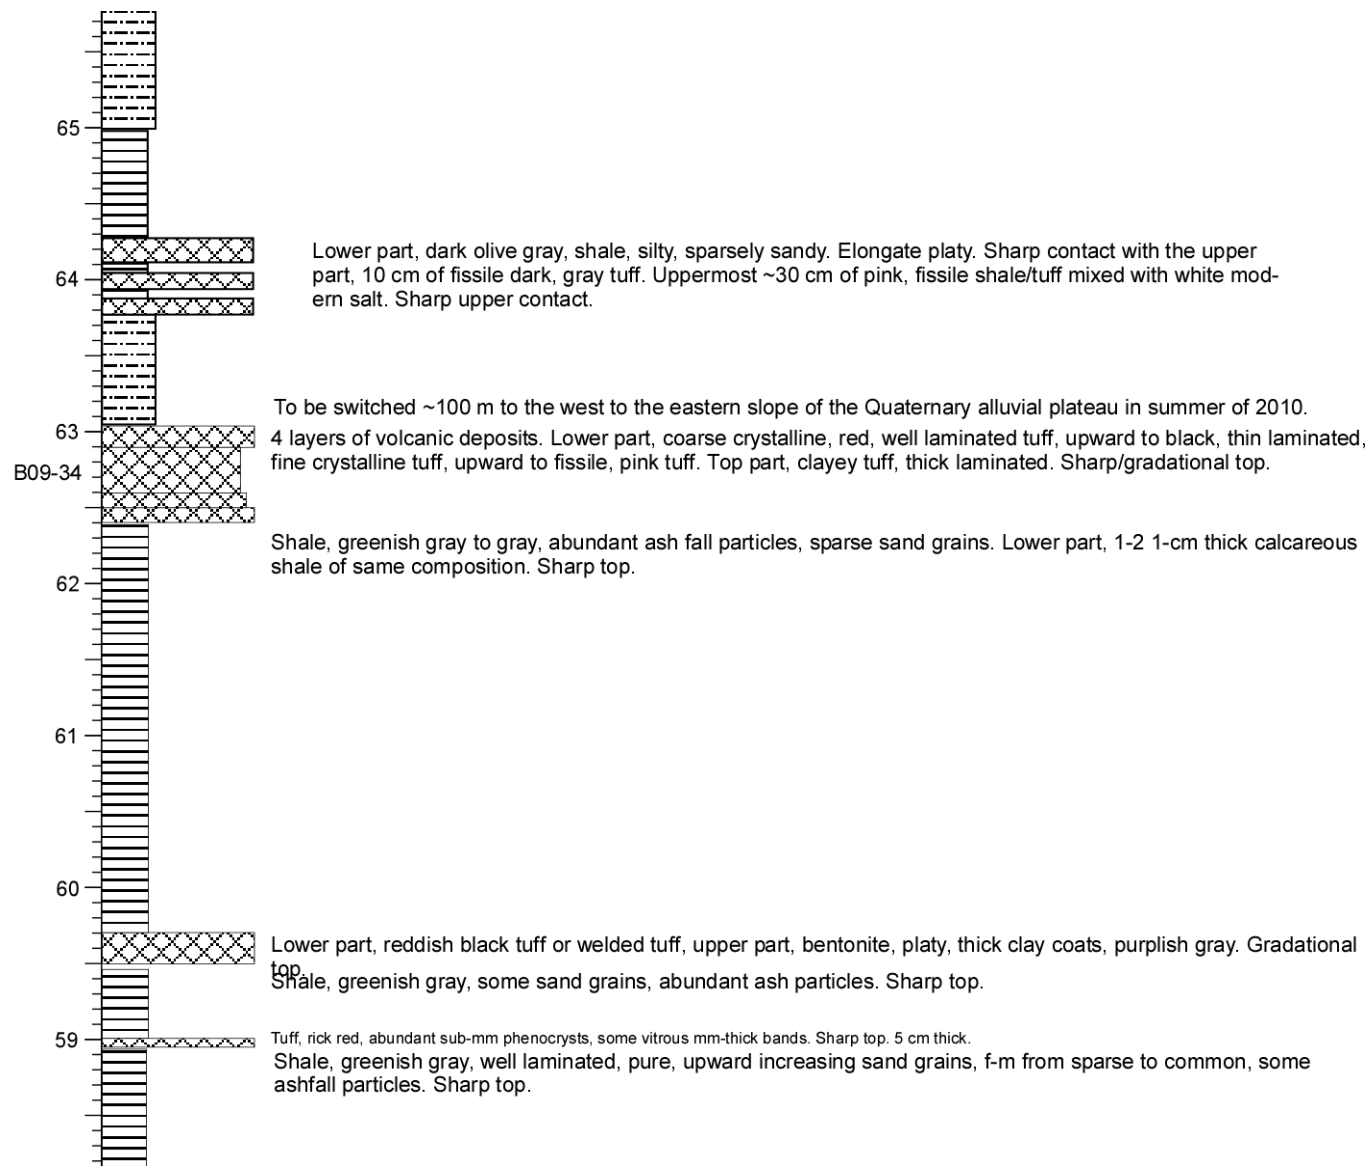 65
Lower part, dark olive gray, shale, silty, sparsely sandy. Elongate platy. Sharp contact with the upper
part, 10 cm of fissile dark, gray tuff. Uppermost ~30 cm of pink, fissile shale/tuff mixed with white mod-
ern salt. Sharp upper contact.
64
To be switched ~100 m to the west to the eastern slope of the Quaternary alluvial plateau in summer of 2010.
63
4 layers of volcanic deposits. Lower part, coarse crystalline, red, well laminated tuff, upward to black, thin laminated,
fine crystalline tuff, upward to fissile, pink tuff. Top part, clayey tuff, thick laminated. Sharp/gradational top.
B09-34
Shale, greenish gray to gray, abundant ash fall particles, sparse sand grains. Lower part, 1-2 1-cm thick calcareous
shale of same composition. Sharp top.
62
61
60
Lower part, reddish black tuff or welded tuff, upper part, bentonite, platy, thick clay coats, purplish gray. Gradational
top.
Shale, greenish gray, some sand grains, abundant ash particles. Sharp top.
59
Tuff, rick red, abundant sub-mm phenocrysts, some vitrous mm-thick bands. Sharp top. 5 cm thick.
Shale, greenish gray, well laminated, pure, upward increasing sand grains, f-m from sparse to common, some
ashfall particles. Sharp top.